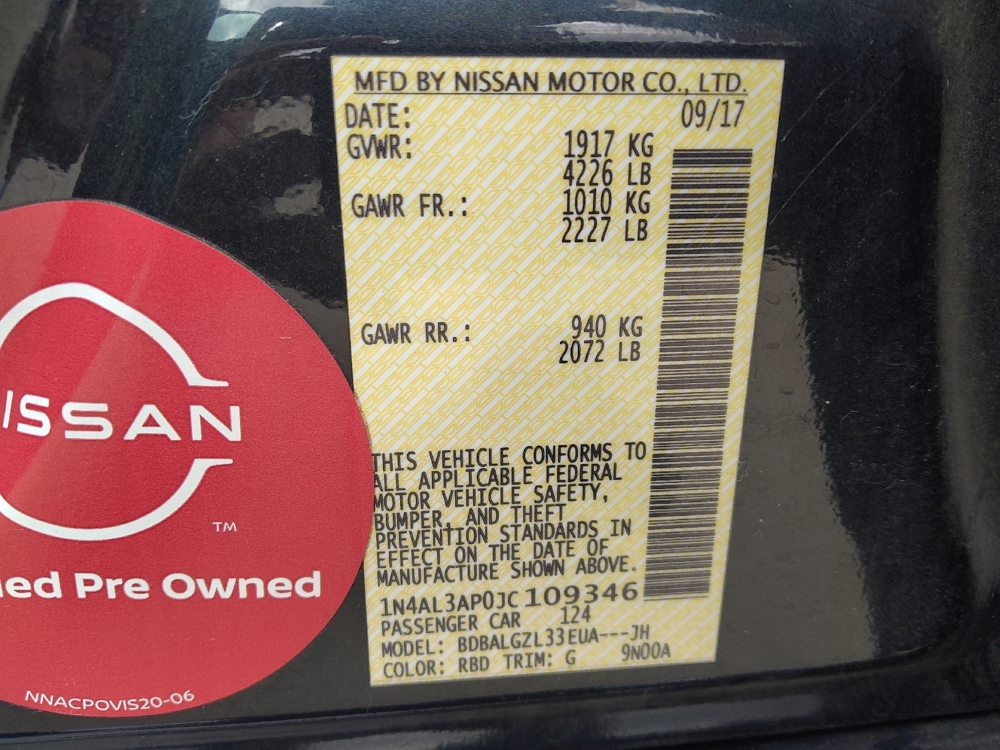 MFD BY NISSAN MOTOR CO., LTD.
DATE: 09/17
GVWR: 1917 KG
4226 LB
GAWR FR.: 1010 KG
2227 LB
GAWR RR.: 940 KG
2072 LB
THIS VEHICLE CONFORMS TO
ALL APPLICABLE FEDERAL
MOTOR VEHICLE SAFETY,
BUMPER, AND THEFT
PREVENTION STANDARDS IN
EFFECT ON THE DATE OF
MANUFACTURE SHOWN ABOVE.
1N4AL3AP0JC109346
PASSENGER CAR 124
MODEL: BDBALGZL33EUA---JH
COLOR: RBD TRIM: G 9N00A
ISSAN
TM
ied Pre Owned
NNACPOVIS20-06